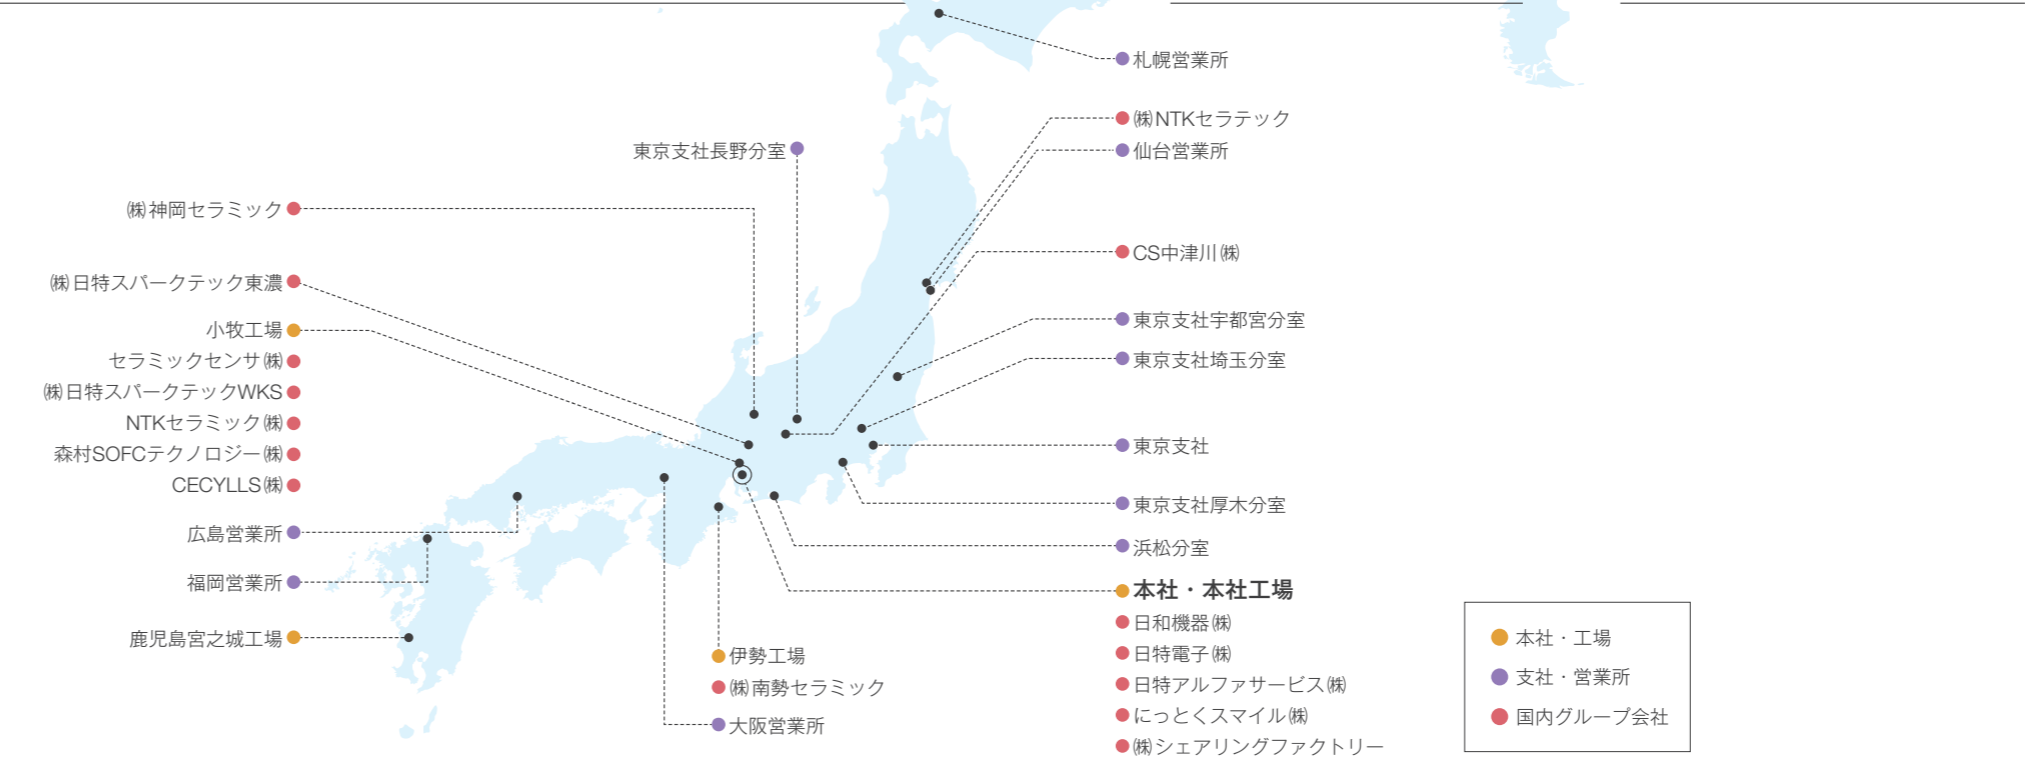 札幌営業所
㈱NTKセラテック
仙台営業所
東京支社長野分室
㈱神岡セラミック
CS中津川㈱
㈱日特スパークテック東濃
東京支社宇都宮分室
小牧工場
東京支社埼玉分室
セラミックセンサ㈱
㈱日特スパークテックWKS
NTKセラミック㈱
東京支社
森村SOFCテクノロジー㈱
CECYLLS㈱
東京支社厚木分室
広島営業所
浜松分室
福岡営業所
本社・本社工場
日和機器㈱
鹿児島宮之城工場
伊勢工場
日特電子㈱
㈱南勢セラミック
日特アルファサービス㈱
大阪営業所
にっとくスマイル㈱
㈱シェアリングファクトリー
本社・工場
支社・営業所
国内グループ会社